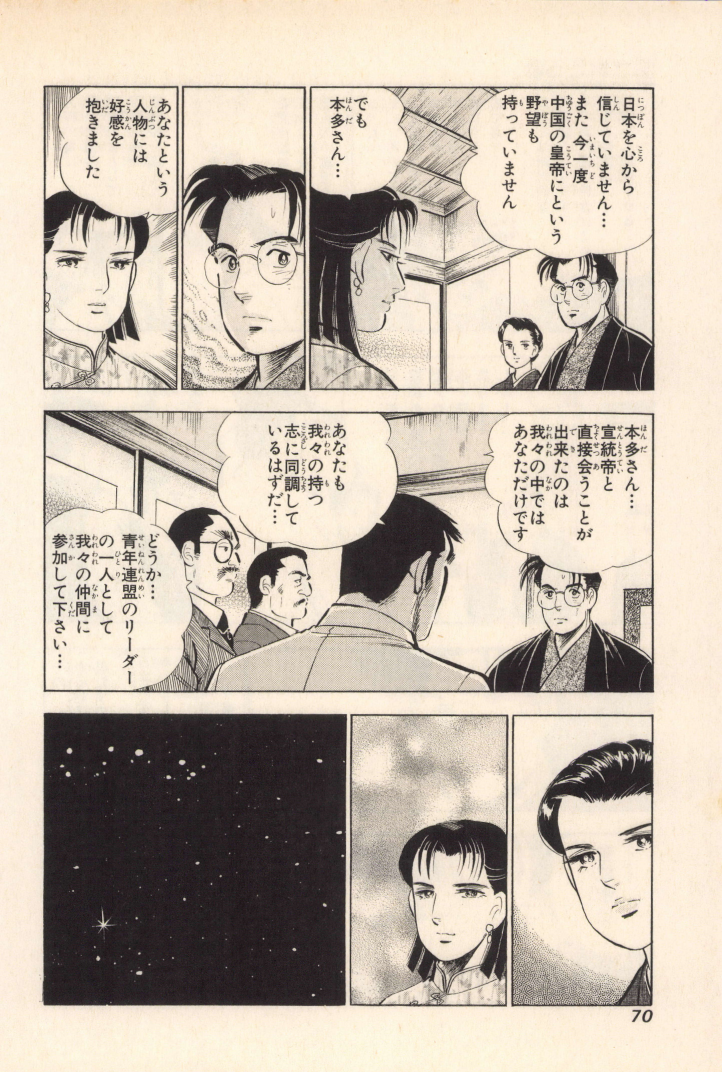 日本を心から
信じていません…
また 今一度
中国の皇帝にという
野望も
持っていません
でも
本多さん…
あなたという
人物には
好感を
抱きました
本多さん…
宣統帝と
直接会うことが
出来たのは
我々の中では
あなただけです
あなたも
我々の持つ
志に同調して
いるはずだ…
どうか…
青年連盟のリーダー
の一人として
我々の仲間に
参加して下さい…
70